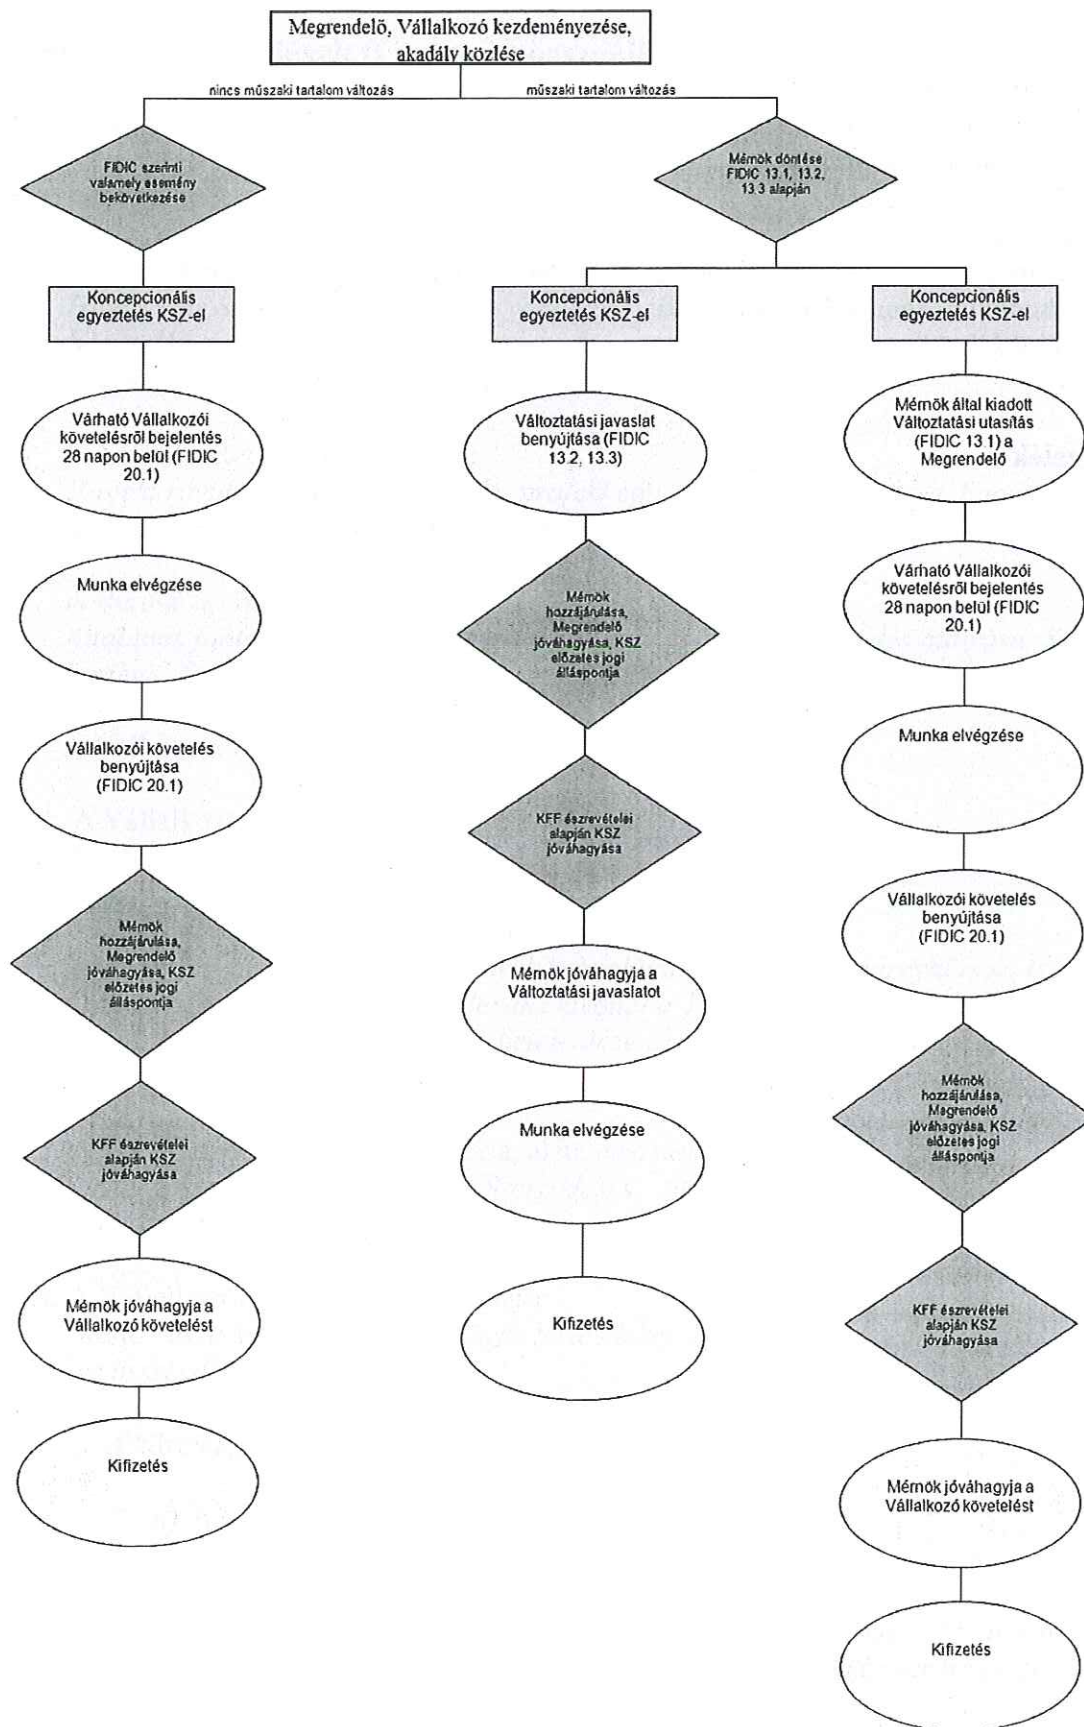 Megrendelő, Vállalkozó kezdeményezése,
akadály közlése
nincs műszaki tartalom változás
műszaki tartalom változás
FIDIC szerinti
valamely esemény
bekövetkezése
Mérnök döntése
FIDIC 13.1, 13.2,
13.3 alapján
Koncepcionális
egyeztetés KSZ-el
Koncepcionális
egyeztetés KSZ-el
Koncepcionális
egyeztetés KSZ-el
Várható Vállalkozói
követelésről bejelentés
28 napon belül (FIDIC
20.1)
Változtatási javaslat
benyújtása (FIDIC
13.2, 13.3)
Mérnök által kiadott
Változtatási utasítás
(FIDIC 13.1) a
Megrendelő
Munka elvégzése
Mérnök
hozzájárulása,
Megrendelő
jóváhagyása, KSZ
előzetes jogi
álláspontja
Várható Vállalkozói
követelésről bejelentés
28 napon belül (FIDIC
20.1)
Vállalkozói követelés
benyújtása
(FIDIC 20.1)
KFF észrevételei
alapján KSZ
jóváhagyása
Munka elvégzése
Mérnök
hozzájárulása,
Megrendelő
jóváhagyása, KSZ
előzetes jogi
álláspontja
Mérnök jóváhagyja a
Változtatási javaslatot
Vállalkozói követelés
benyújtása
(FIDIC 20.1)
KFF észrevételei
alapján KSZ
jóváhagyása
Munka elvégzése
Mérnök
hozzájárulása,
Megrendelő
jóváhagyása, KSZ
előzetes jogi
álláspontja
Mérnök jóváhagyja a
Vállalkozó követelést
Kifizetés
KFF észrevételei
alapján KSZ
jóváhagyása
Kifizetés
Mérnök jóváhagyja a
Vállalkozó követelést
Kifizetés